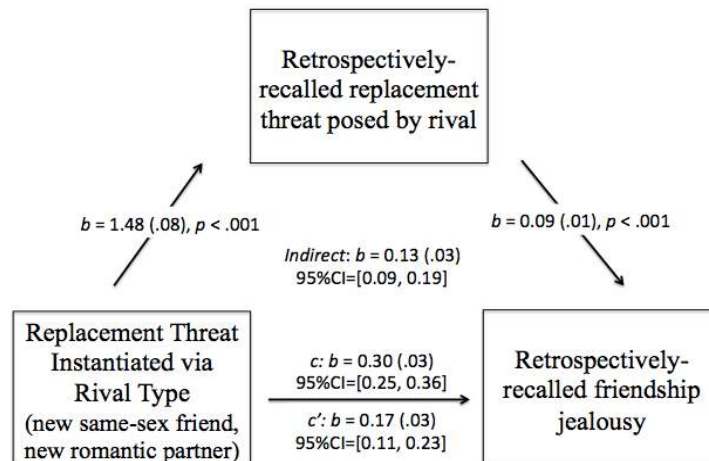 Retrospectively-
recalled replacement
threat posed by rival
b = 1.48 (.08), p < .001
b = 0.09 (.01), p < .001
Indirect: b = 0.13 (.03)
95%CI=[0.09, 0.19]
Replacement Threat
Instantiated via
Rival Type
(new same-sex friend,
new romantic partner)
c: b = 0.30 (.03)
95%CI=[0.25, 0.36]
c’: b = 0.17 (.03)
95%CI=[0.11, 0.23]
Retrospectively-
recalled friendship
jealousy